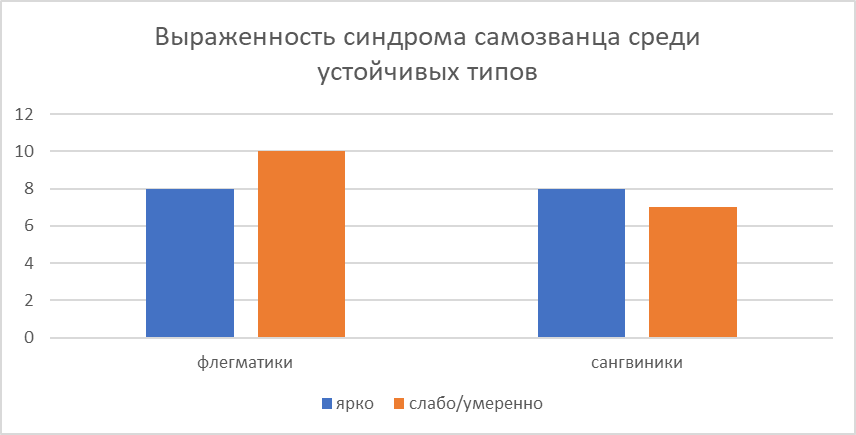 Выраженность синдрома самозванца среди
устойчивых типов
12
10
8
6
4
2
0
флегматики сангвиники
ярко слабо/умеренно